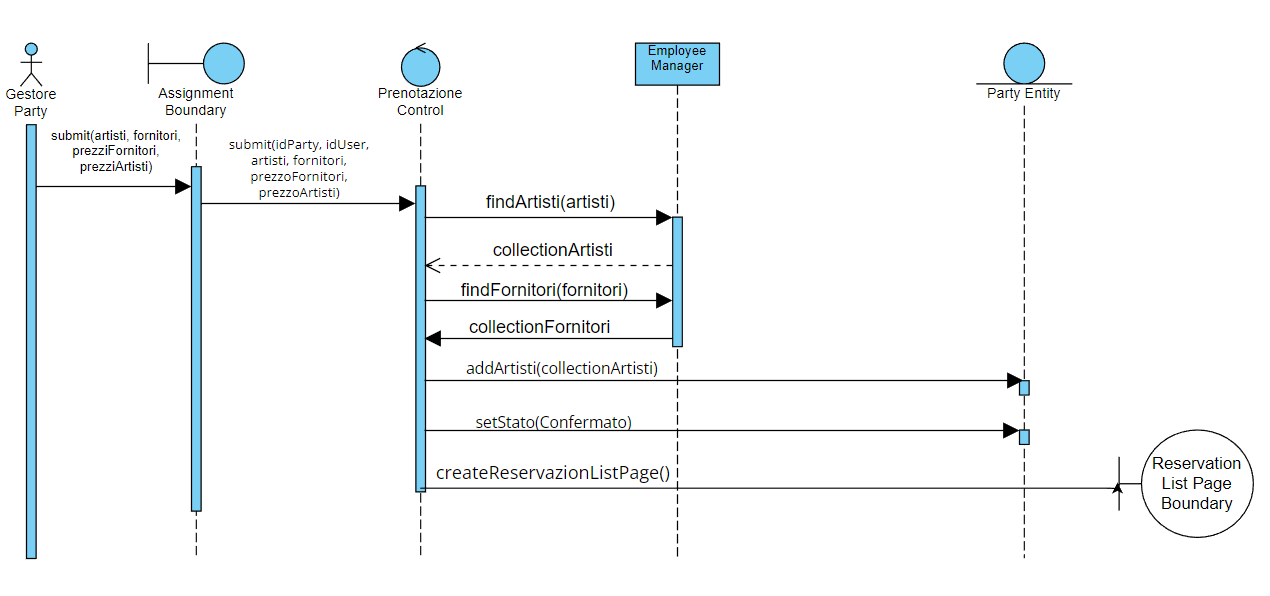 Gestore
Party
Assignment
Boundary
Prenotazione
Control
Employee
Manager
Party Entity
submit(artisti, fornitori,
prezziFornitori,
prezziArtisti)
submit(idParty, idUser,
artisti, fornitori,
prezzoFornitori,
prezzoArtisti)
findArtisti(artisti)
collectionArtisti
findFornitori(fornitori)
collectionFornitori
addArtisti(collectionArtisti)
setStato(Confermato)
createReservazionListPage()
Reservation
List Page
Boundary